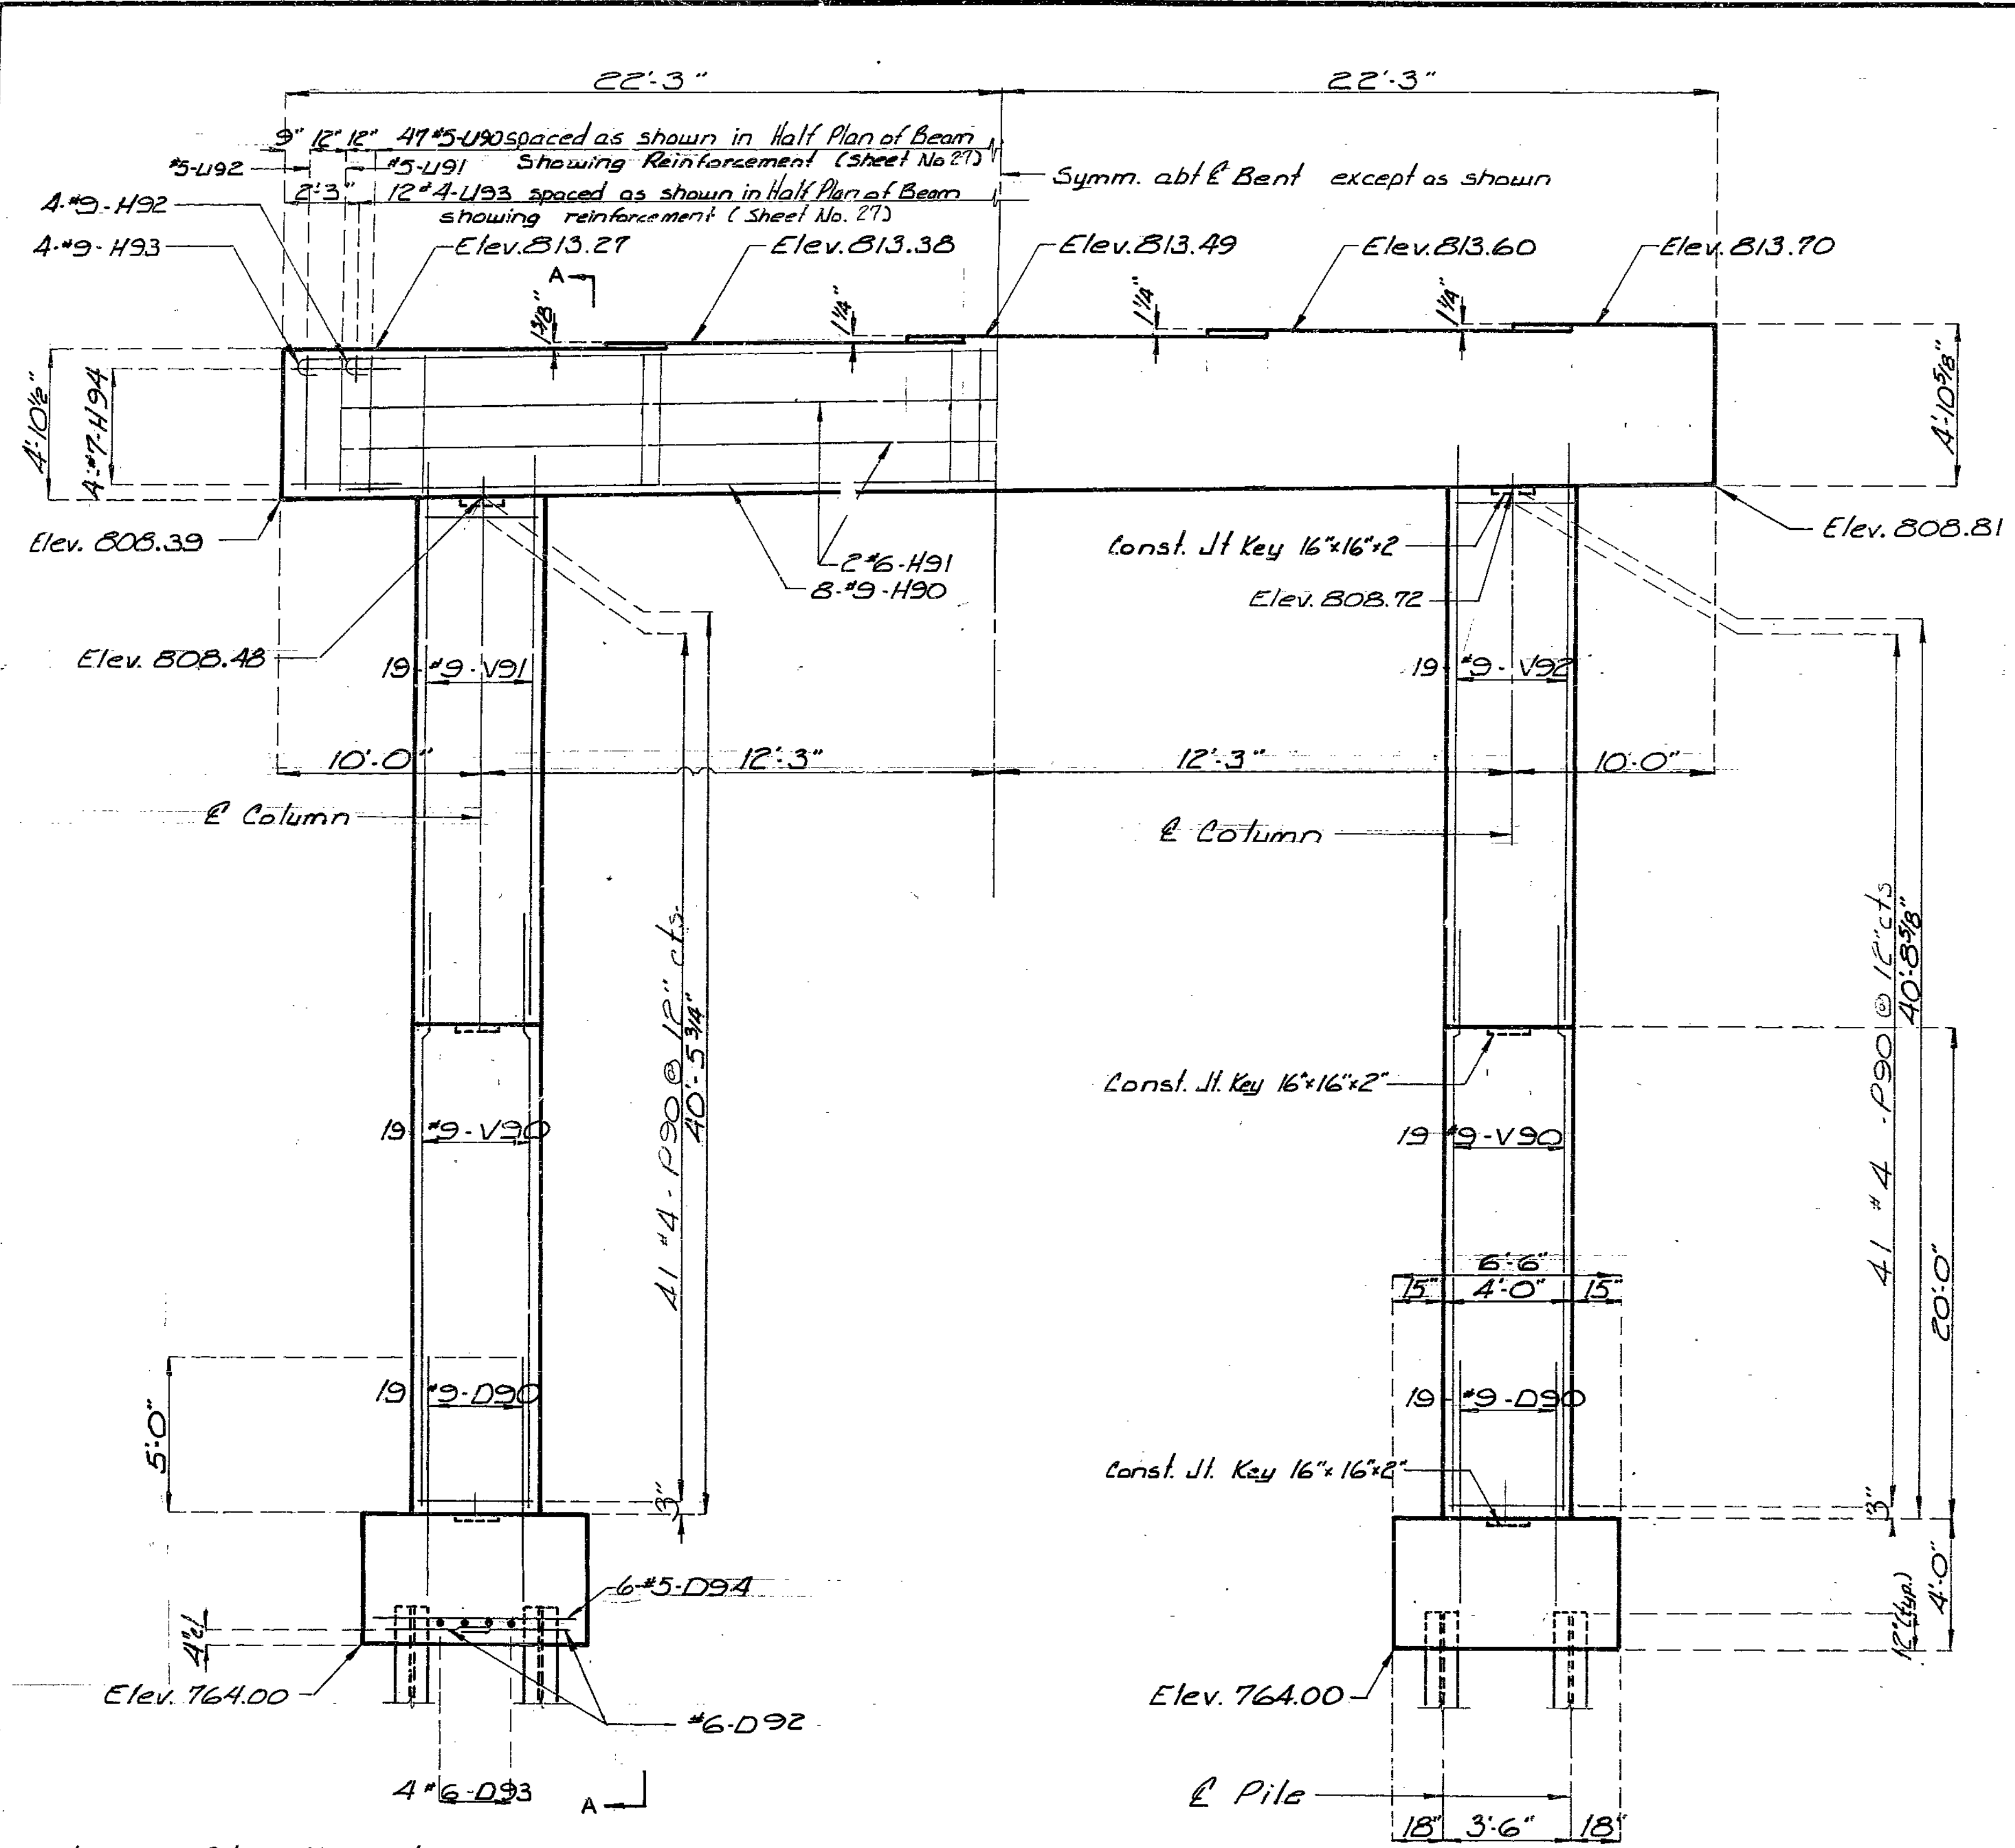 22'-3" 22'-3"
9" 12" 12" 47 #5-U90 spaced as shown in Half Plan of Beam
#5-U92 #5-U91 Showing Reinforcement (Sheet No 27)
2'-3" 12 #4-U93 spaced as shown in Half Plan of Beam
showing reinforcement (Sheet No. 27)
Symm. abt ℄ Bent except as shown
4-#9-H92
4-#9-H93
Elev. 813.27 Elev. 813.38 Elev. 813.49 Elev. 813.60 Elev. 813.70
A
1 3/8" 1 1/4" 1 1/4" 1 1/4"
4'-10 1/2"
4-#7-H94
4'-10 5/8"
Elev. 808.39
Elev. 808.81
Const. Jt Key 16"x16"x2
2-#6-H91
8-#9-H90
Elev. 808.72
Elev. 808.48
19 #9-V91
19 #9-V92
10'-0" 12'-3" 12'-3" 10'-0"
℄ Column
℄ Column
41 #4-P90 @ 12" cts.
40'-5 3/4"
41 #4-P90 @ 12" cts
40'-8 5/8"
Const. Jt. Key 16"x16"x2"
19 #9-V90
19 #9-V90
20'-0"
6'-6"
15" 4'-0" 15"
19 #9-D90
19 #9-D90
5'-0"
Const. Jt. Key 16"x16"x2"
3"
3"
6-#5-D94
4'-0"
12" (typ.)
4" cl
Elev. 764.00
Elev. 764.00
#6-D92
4 #6-D93
A
℄ Pile
18" 3'-6" 18"